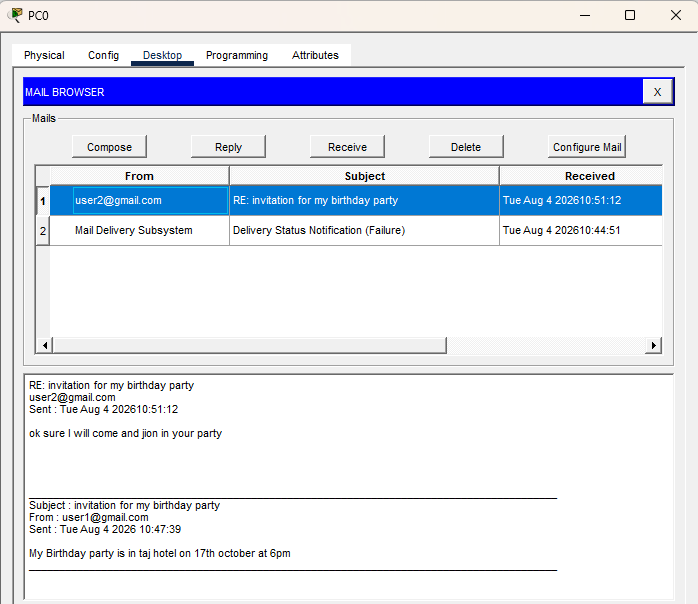 PC0
Physical Config Desktop Programming Attributes
MAIL BROWSER X
Mails
Compose Reply Receive Delete Configure Mail
From Subject Received
1 user2@gmail.com RE: invitation for my birthday party Tue Aug 4 202610:51:12
2 Mail Delivery Subsystem Delivery Status Notification (Failure) Tue Aug 4 202610:44:51
RE: invitation for my birthday party
user2@gmail.com
Sent : Tue Aug 4 202610:51:12
ok sure I will come and jion in your party
Subject : invitation for my birthday party
From : user1@gmail.com
Sent : Tue Aug 4 2026 10:47:39
My Birthday party is in taj hotel on 17th october at 6pm